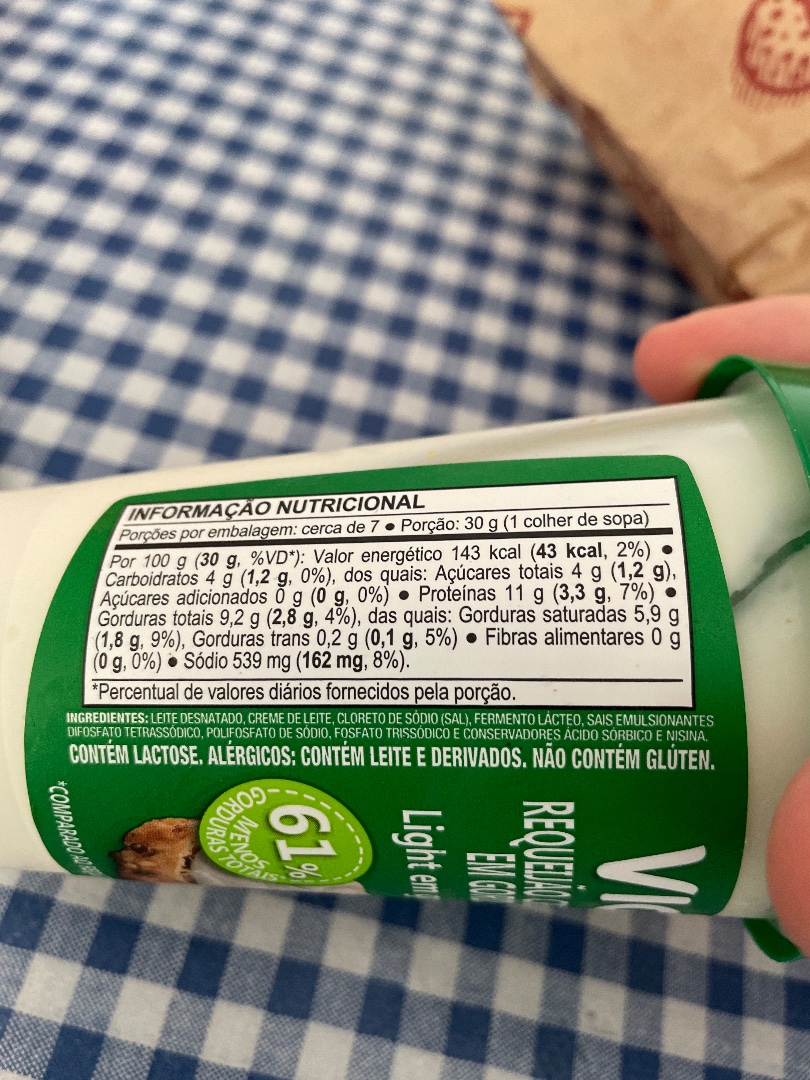 INFORMAÇÃO NUTRICIONAL
Porções por embalagem: cerca de 7 ● Porção: 30 g (1 colher de sopa)
Por 100 g (30 g, %VD*): Valor energético 143 kcal (43 kcal, 2%) ●
Carboidratos 4 g (1,2 g, 0%), dos quais: Açúcares totais 4 g (1,2 g),
Açúcares adicionados 0 g (0 g, 0%) ● Proteínas 11 g (3,3 g, 7%) ●
Gorduras totais 9,2 g (2,8 g, 4%), das quais: Gorduras saturadas 5,9 g
(1,8 g, 9%), Gorduras trans 0,2 g (0,1 g, 5%) ● Fibras alimentares 0 g
(0 g, 0%) ● Sódio 539 mg (162 mg, 8%).
*Percentual de valores diários fornecidos pela porção.
INGREDIENTES: LEITE DESNATADO, CREME DE LEITE, CLORETO DE SÓDIO (SAL), FERMENTO LÁCTEO, SAIS EMULSIONANTES
DIFOSFATO TETRASSÓDICO, POLIFOSFATO DE SÓDIO, FOSFATO TRISSÓDICO E CONSERVADORES ÁCIDO SÓRBICO E NISINA.
CONTÉM LACTOSE. ALÉRGICOS: CONTÉM LEITE E DERIVADOS. NÃO CONTÉM GLÚTEN.
REQUEIJÃO
EM
Light em
61%
MENOS
GORDURAS TOTAIS*
*COMPARADO AO